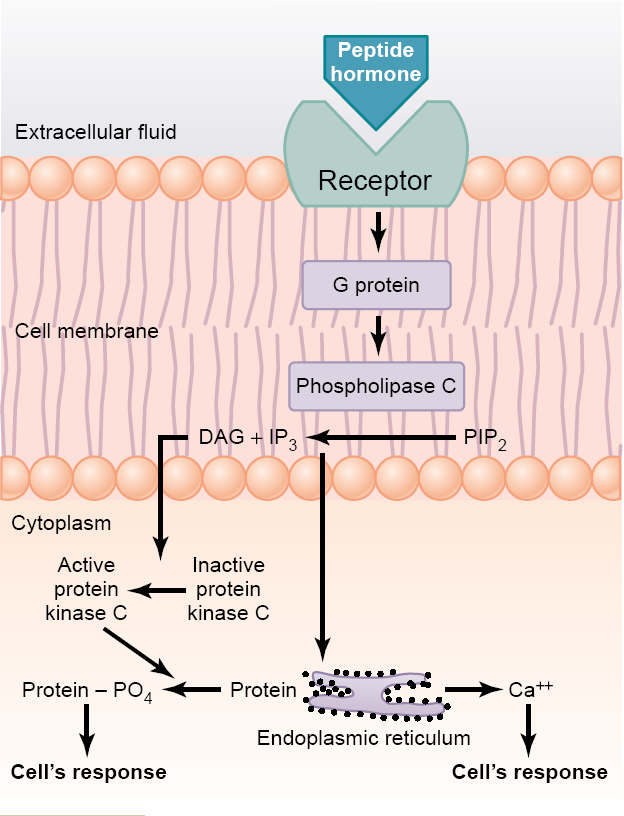 Peptide
hormone
Extracellular fluid
Receptor
G protein
Cell membrane
Phospholipase C
DAG + IP₃
PIP₂
Cytoplasm
Active
protein
kinase C
Inactive
protein
kinase C
Protein – PO₄
Protein
Ca⁺⁺
Endoplasmic reticulum
Cell’s response
Cell’s response